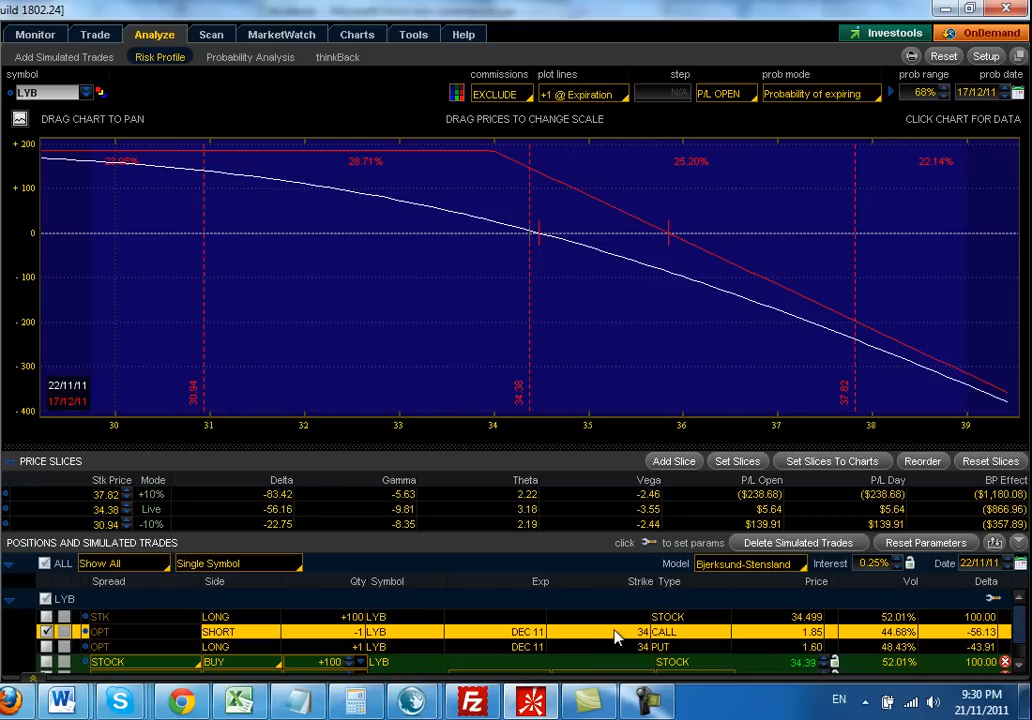 uild 1802.24]
Monitor Trade Analyze Scan MarketWatch Charts Tools Help Investools OnDemand
Add Simulated Trades Risk Profile Probability Analysis thinkBack Reset Setup
symbol commissions plot lines step prob mode prob range prob date
LYB EXCLUDE +1 @ Expiration N/A P/L OPEN Probability of expiring 68% 17/12/11
DRAG CHART TO PAN DRAG PRICES TO CHANGE SCALE CLICK CHART FOR DATA
+ 200
28.71% 25.20% 22.14%
+ 100
0
- 100
- 200
- 300
22/11/11
17/12/11 30.94 34.38 37.82
- 400
30 31 32 33 34 35 36 37 38 39
PRICE SLICES Add Slice Set Slices Set Slices To Charts Reorder Reset Slices
Stk Price Mode Delta Gamma Theta Vega P/L Open P/L Day BP Effect
37.82 +10% -83.42 -5.63 2.22 -2.46 ($238.68) ($238.68) ($1,180.08)
34.38 Live -56.16 -9.81 3.18 -3.55 $5.64 $5.64 ($866.96)
30.94 -10% -22.75 -8.35 2.19 -2.44 $139.91 $139.91 ($357.89)
POSITIONS AND SIMULATED TRADES click to set params Delete Simulated Trades Reset Parameters
ALL Show All Single Symbol Model Bjerksund-Stensland Interest 0.25% Date 22/11/11
Spread Side Qty Symbol Exp Strike Type Price Vol Delta
LYB
STK LONG +100 LYB STOCK 34.499 52.01% 100.00
OPT SHORT -1 LYB DEC 11 34 CALL 1.85 44.68% -56.13
OPT LONG +1 LYB DEC 11 34 PUT 1.60 48.43% -43.91
STOCK BUY +100 LYB STOCK 34.39 52.01% 100.00
EN 9:30 PM
21/11/2011